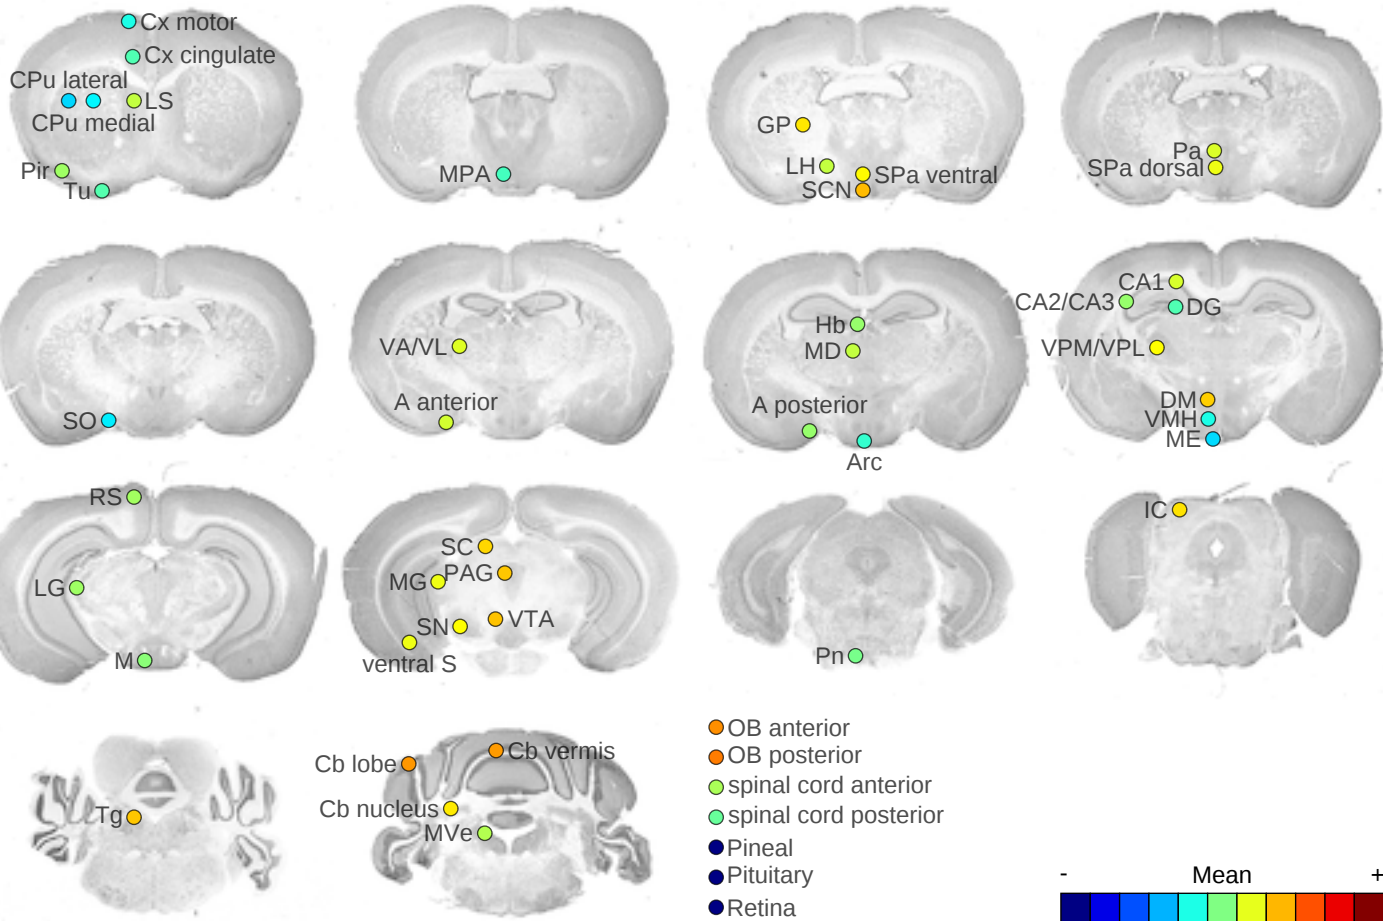 Cx motor
Cx cingulate
CPu lateral
LS
CPu medial
Pir
Tu
MPA
GP
LH
SPa ventral
SCN
Pa
SPa dorsal
SO
VA/VL
A anterior
Hb
MD
A posterior
Arc
CA1
CA2/CA3
DG
VPM/VPL
DM
VMH
ME
RS
LG
M
SC
PAG
MG
SN
VTA
ventral S
Pn
IC
Tg
Cb vermis
Cb lobe
Cb nucleus
MVe
OB anterior
OB posterior
spinal cord anterior
spinal cord posterior
Pineal
Pituitary
Retina
- Mean +